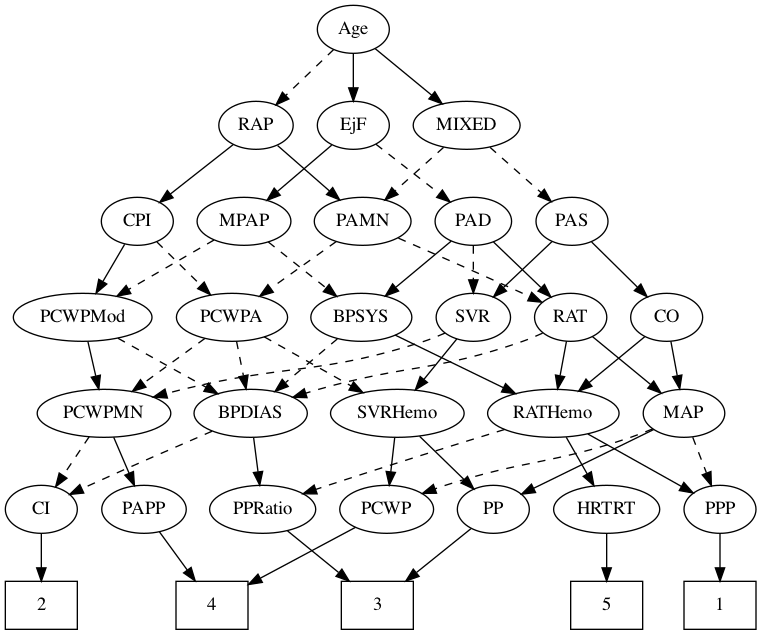 Age
RAP
EjF
MIXED
CPI
MPAP
PAMN
PAD
PAS
PCWPMod
PCWPA
BPSYS
SVR
RAT
CO
PCWPMN
BPDIAS
SVRHemo
RATHemo
MAP
CI
PAPP
PPRatio
PCWP
PP
HRTRT
PPP
2
4
3
5
1